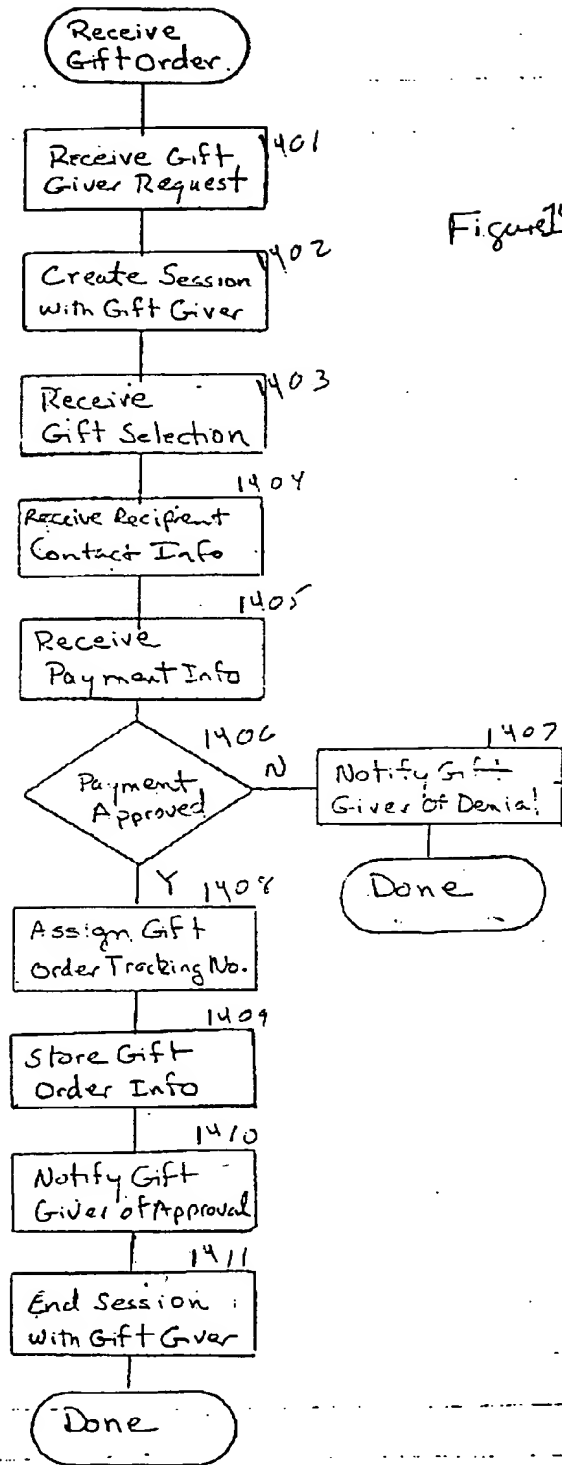 Receive
Gift Order.
1401
Receive Gift
Giver Request
Figure 14
1402
Create Session
with Gift Giver
1403
Receive
Gift Selection
1404
Receive Recipient
Contact Info
1405
Receive
Payment Info
1406
Payment
Approved
N
1407
Notify Gift
Giver of Denial
Done
Y
1408
Assign Gift
Order Tracking No.
1409
Store Gift
Order Info
1410
Notify Gift
Giver of Approval
1411
End Session
with Gift Giver
Done